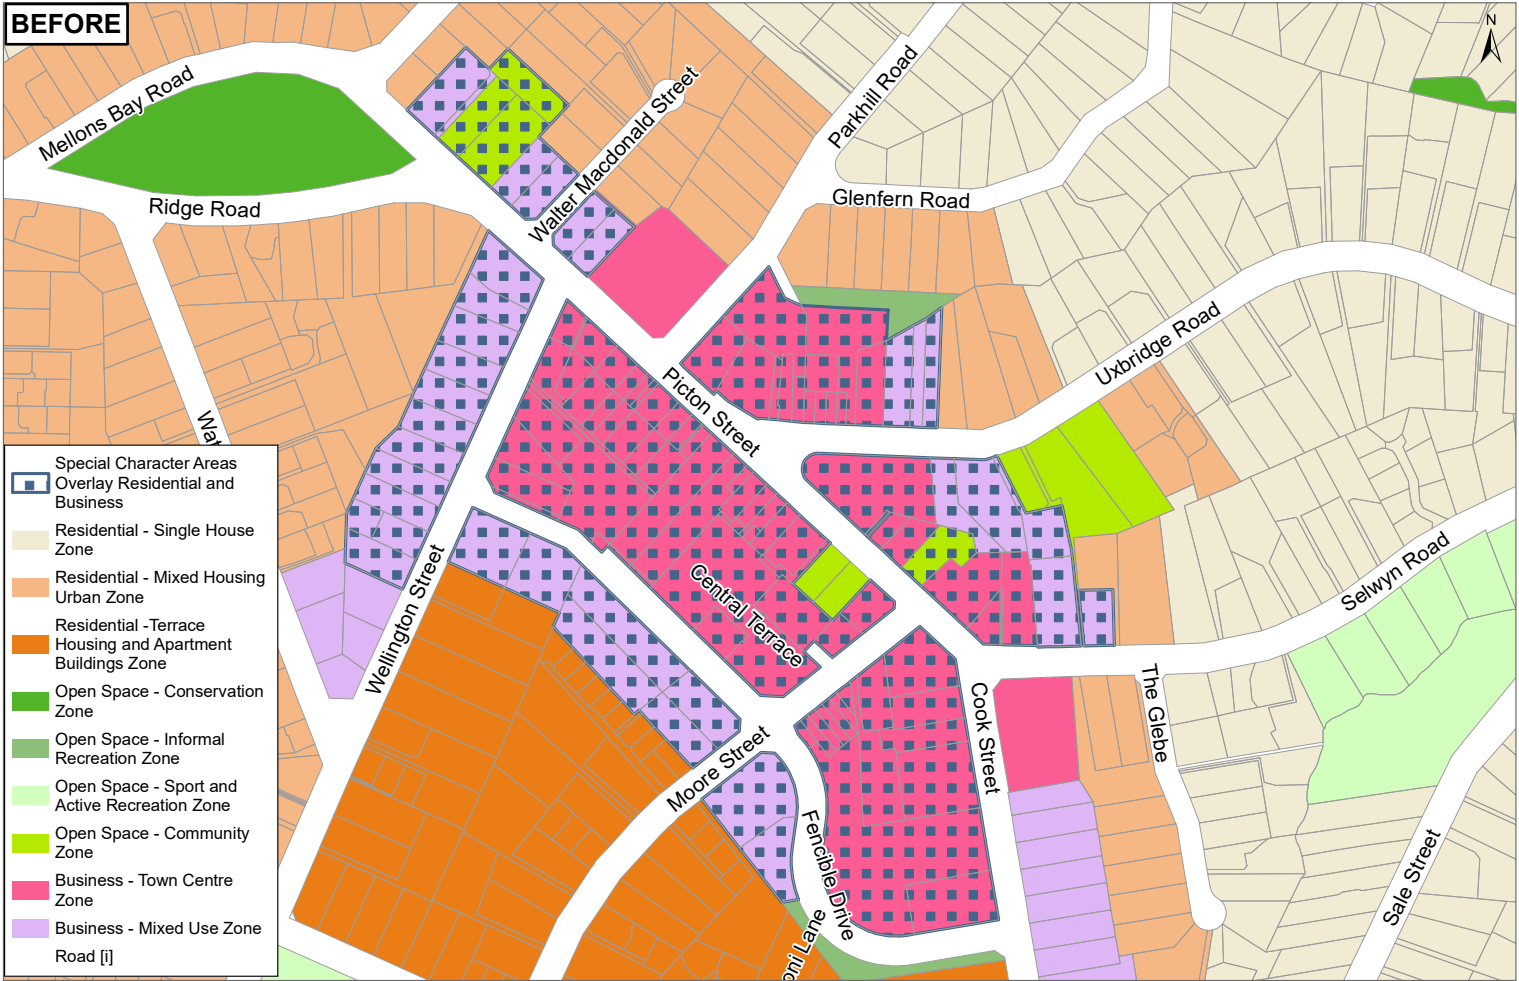 BEFORE
N
Mellons Bay Road
Ridge Road
Walter Macdonald Street
Parkhill Road
Glenfern Road
Uxbridge Road
Picton Street
Selwyn Road
Central Terrace
Wellington Street
Moore Street
Cook Street
The Glebe
Fencible Drive
Sale Street
oni Lane
Wat
Special Character Areas
Overlay Residential and
Business
Residential - Single House
Zone
Residential - Mixed Housing
Urban Zone
Residential -Terrace
Housing and Apartment
Buildings Zone
Open Space - Conservation
Zone
Open Space - Informal
Recreation Zone
Open Space - Sport and
Active Recreation Zone
Open Space - Community
Zone
Business - Town Centre
Zone
Business - Mixed Use Zone
Road [i]